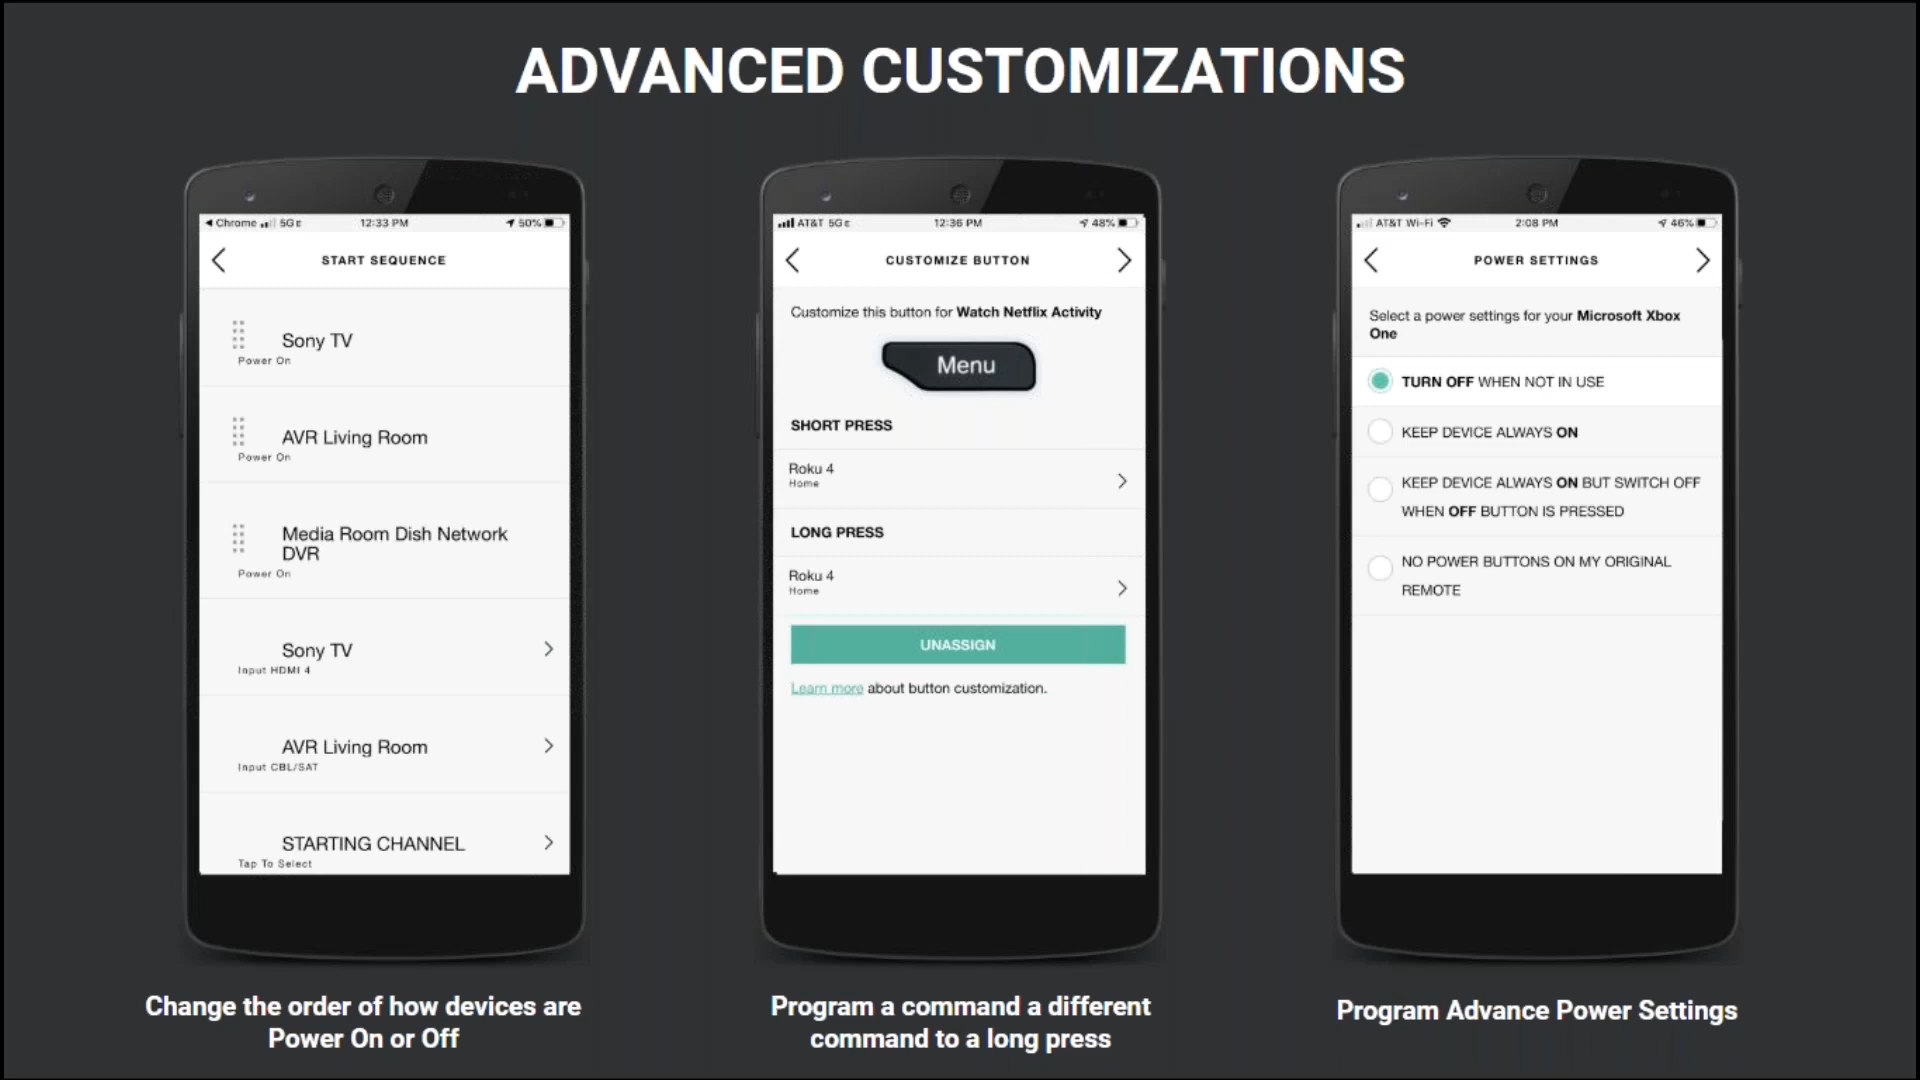 ADVANCED CUSTOMIZATIONS
Chrome 5GE 12:33 PM 50%
START SEQUENCE
Sony TV
Power On
AVR Living Room
Power On
Media Room Dish Network
DVR
Power On
Sony TV
Input HDMI 4
AVR Living Room
Input CBL/SAT
STARTING CHANNEL
Tap To Select
Change the order of how devices are
Power On or Off
AT&T 5GE 12:36 PM 48%
CUSTOMIZE BUTTON
Customize this button for Watch Netflix Activity
Menu
SHORT PRESS
Roku 4
Home
LONG PRESS
Roku 4
Home
UNASSIGN
Learn more about button customization.
Program a command a different
command to a long press
AT&T Wi-Fi 2:08 PM 46%
POWER SETTINGS
Select a power settings for your Microsoft Xbox
One
TURN OFF WHEN NOT IN USE
KEEP DEVICE ALWAYS ON
KEEP DEVICE ALWAYS ON BUT SWITCH OFF
WHEN OFF BUTTON IS PRESSED
NO POWER BUTTONS ON MY ORIGINAL
REMOTE
Program Advance Power Settings